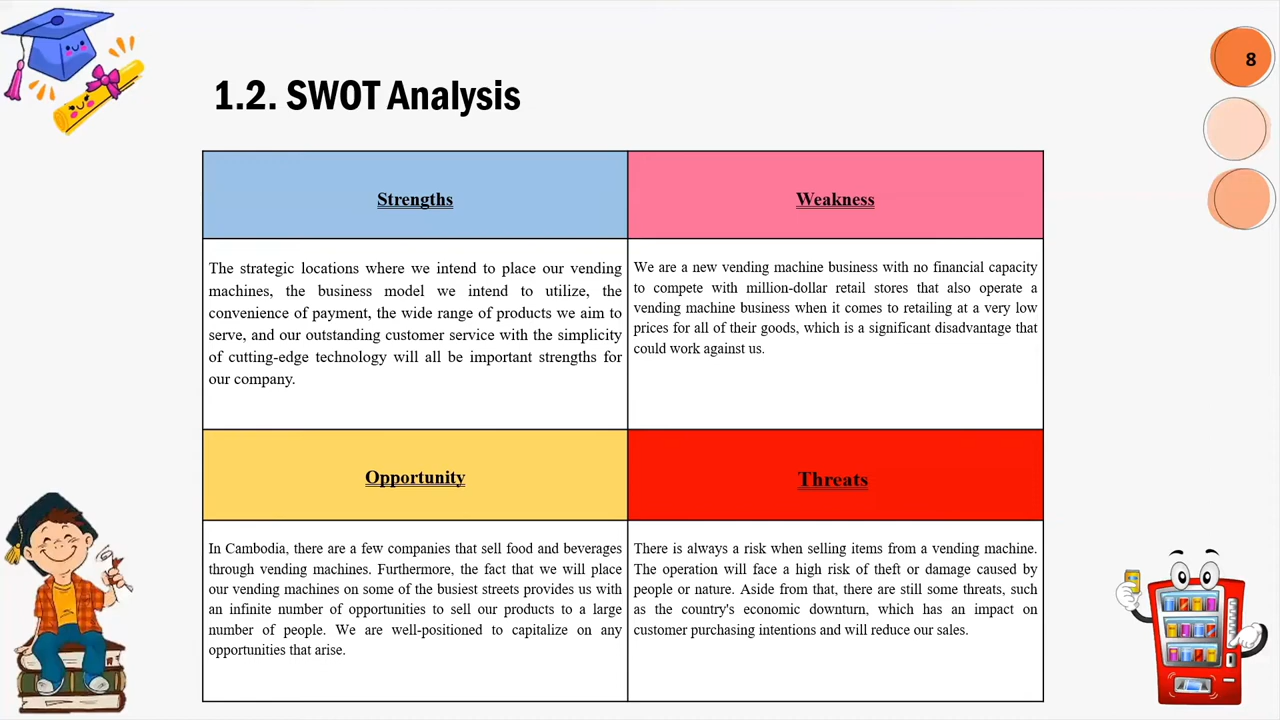 8
1.2. SWOT Analysis
Strengths
Weakness
The strategic locations where we intend to place our vending
machines, the business model we intend to utilize, the
convenience of payment, the wide range of products we aim to
serve, and our outstanding customer service with the simplicity
of cutting-edge technology will all be important strengths for
our company.
We are a new vending machine business with no financial capacity
to compete with million-dollar retail stores that also operate a
vending machine business when it comes to retailing at a very low
prices for all of their goods, which is a significant disadvantage that
could work against us.
Opportunity
Threats
In Cambodia, there are a few companies that sell food and beverages
through vending machines. Furthermore, the fact that we will place
our vending machines on some of the busiest streets provides us with
an infinite number of opportunities to sell our products to a large
number of people. We are well-positioned to capitalize on any
opportunities that arise.
There is always a risk when selling items from a vending machine.
The operation will face a high risk of theft or damage caused by
people or nature. Aside from that, there are still some threats, such
as the country's economic downturn, which has an impact on
customer purchasing intentions and will reduce our sales.